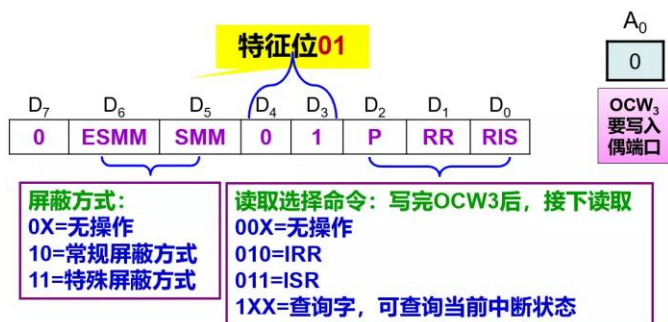 特征位01
A0
0
D7 D6 D5 D4 D3 D2 D1 D0
0 ESMM SMM 0 1 P RR RIS
OCW3
要写入
偶端口
屏蔽方式：
0X=无操作
10=常规屏蔽方式
11=特殊屏蔽方式
读取选择命令：写完OCW3后，接下读取
00X=无操作
010=IRR
011=ISR
1XX=查询字，可查询当前中断状态